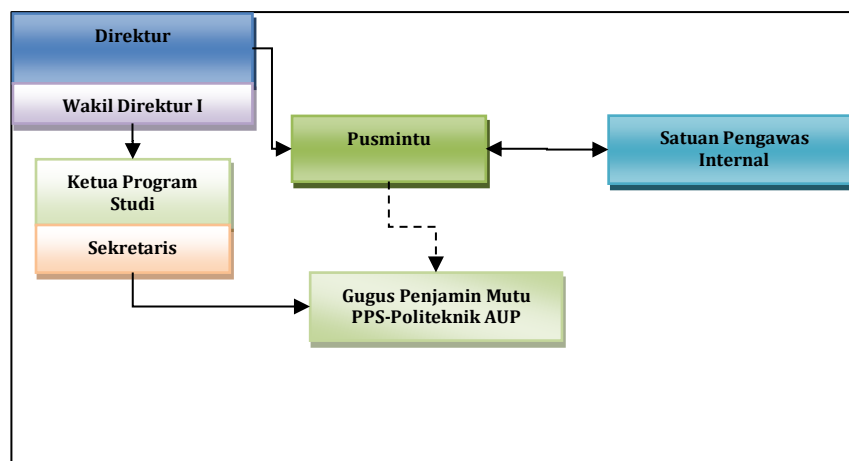 Direktur
Wakil Direktur I
Pusmintu
Satuan Pengawas
Internal
Ketua Program
Studi
Sekretaris
Gugus Penjamin Mutu
PPS-Politeknik AUP